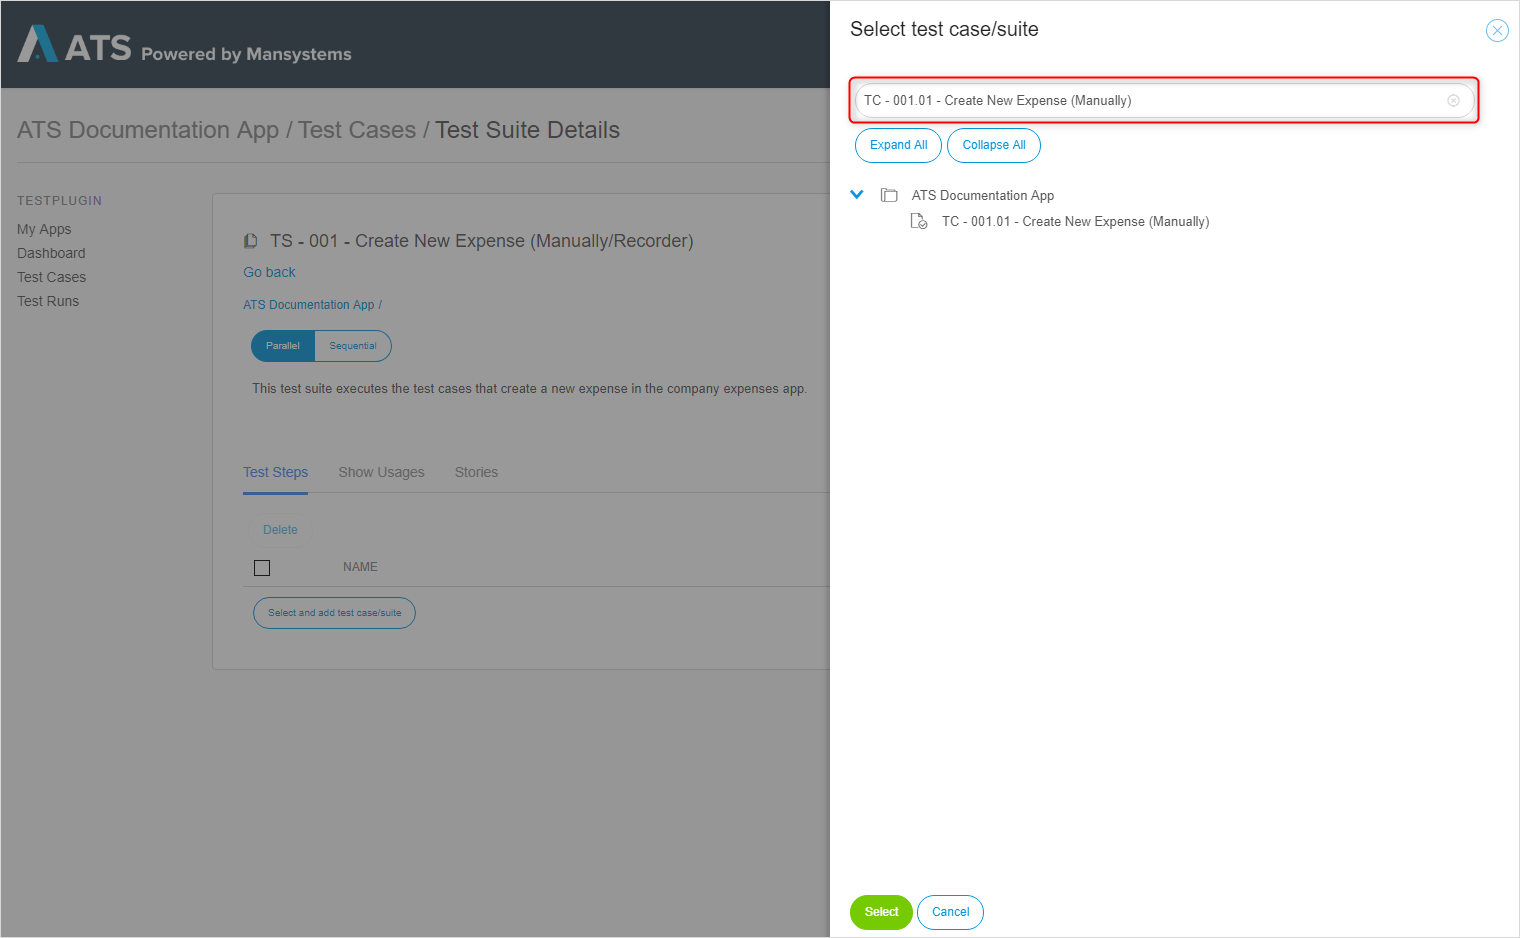 ATS Powered by Mansystems
ATS Documentation App / Test Cases / Test Suite Details
TESTPLUGIN
My Apps
Dashboard
Test Cases
Test Runs
TS - 001 - Create New Expense (Manually/Recorder)
Go back
ATS Documentation App /
Parallel Sequential
This test suite executes the test cases that create a new expense in the company expenses app.
Test Steps Show Usages Stories
Delete
NAME
Select and add test case/suite
Select test case/suite
TC - 001.01 - Create New Expense (Manually)
Expand All Collapse All
ATS Documentation App
TC - 001.01 - Create New Expense (Manually)
Select Cancel